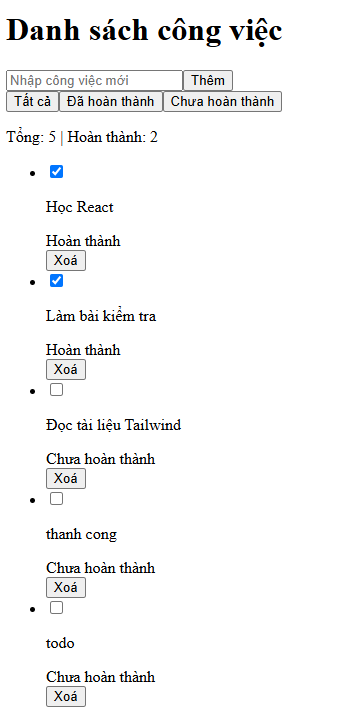 Danh sách công việc
Nhập công việc mới Thêm
Tất cả Đã hoàn thành Chưa hoàn thành
Tổng: 5 | Hoàn thành: 2
Học React
Hoàn thành
Xoá
Làm bài kiểm tra
Hoàn thành
Xoá
Đọc tài liệu Tailwind
Chưa hoàn thành
Xoá
thanh cong
Chưa hoàn thành
Xoá
todo
Chưa hoàn thành
Xoá